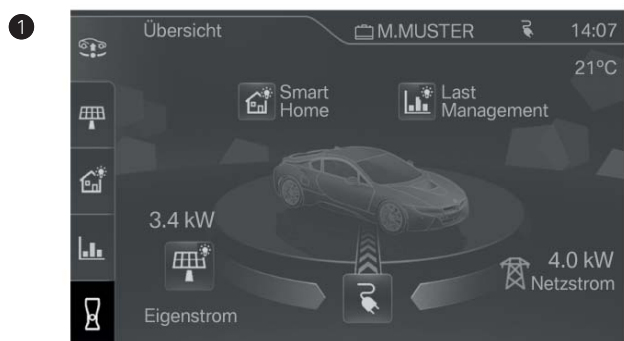 1
Übersicht
M.MUSTER
14:07
21°C
Smart
Home
Last
Management
3.4 kW
Eigenstrom
4.0 kW
Netzstrom